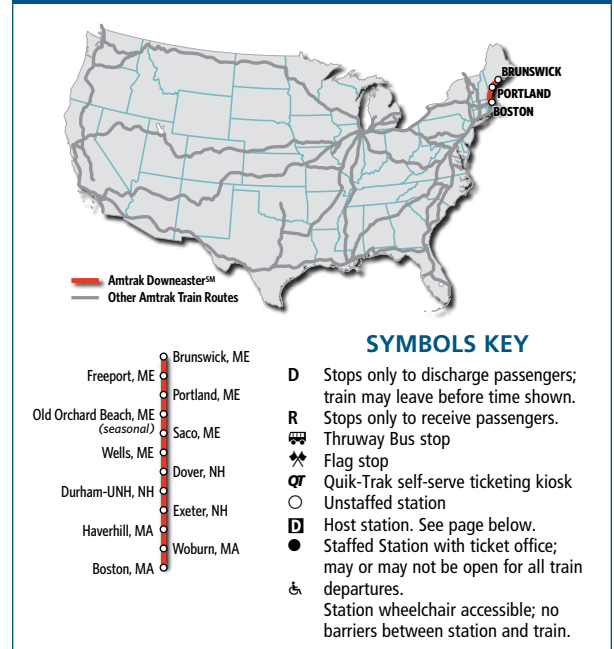 BRUNSWICK
PORTLAND
BOSTON
Amtrak Downeaster℠
Other Amtrak Train Routes
Brunswick, ME
Freeport, ME
Portland, ME
Old Orchard Beach, ME
(seasonal)
Saco, ME
Wells, ME
Dover, NH
Durham-UNH, NH
Exeter, NH
Haverhill, MA
Woburn, MA
Boston, MA
SYMBOLS KEY
D Stops only to discharge passengers;
train may leave before time shown.
R Stops only to receive passengers.
Thruway Bus stop
Flag stop
QT Quik-Trak self-serve ticketing kiosk
Unstaffed station
D Host station. See page below.
Staffed Station with ticket office;
may or may not be open for all train
departures.
Station wheelchair accessible; no
barriers between station and train.